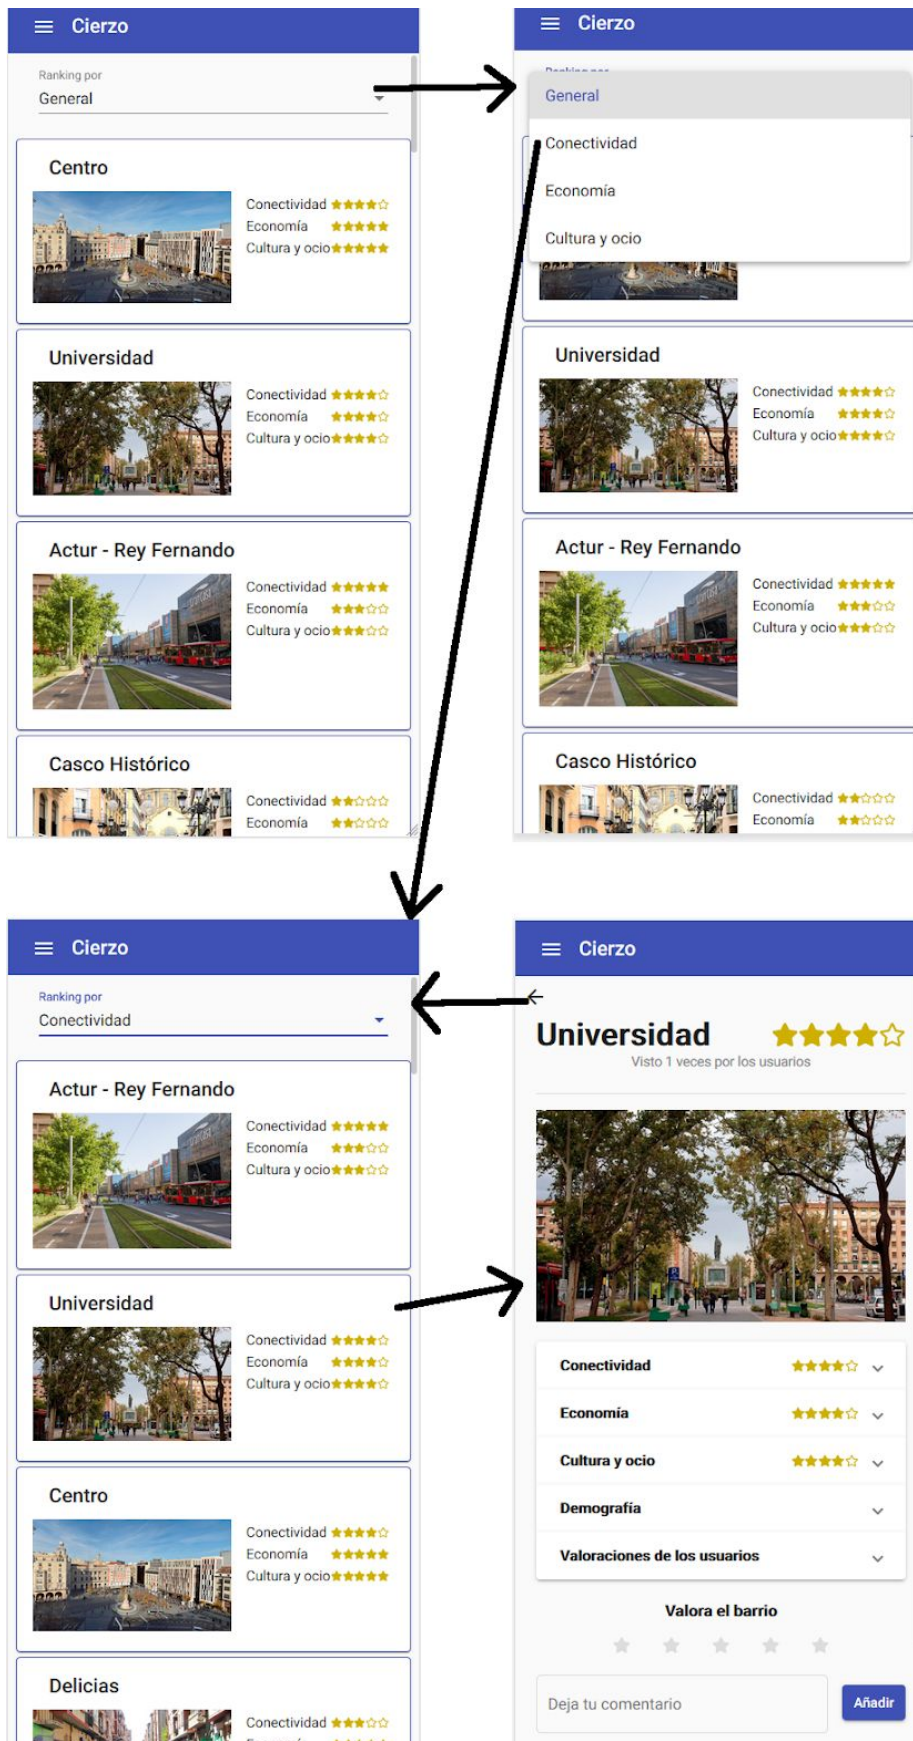 Cierzo
Ranking por
General
Centro
Conectividad
Economía
Cultura y ocio
Universidad
Conectividad
Economía
Cultura y ocio
Actur - Rey Fernando
Conectividad
Economía
Cultura y ocio
Casco Histórico
Conectividad
Economía
Cierzo
Ranking por
General
Conectividad
Economía
Cultura y ocio
Universidad
Conectividad
Economía
Cultura y ocio
Actur - Rey Fernando
Conectividad
Economía
Cultura y ocio
Casco Histórico
Conectividad
Economía
Cierzo
Ranking por
Conectividad
Actur - Rey Fernando
Conectividad
Economía
Cultura y ocio
Universidad
Conectividad
Economía
Cultura y ocio
Centro
Conectividad
Economía
Cultura y ocio
Delicias
Conectividad
Cierzo
Universidad
Visto 1 veces por los usuarios
Conectividad
Economía
Cultura y ocio
Demografía
Valoraciones de los usuarios
Valora el barrio
Deja tu comentario
Añadir